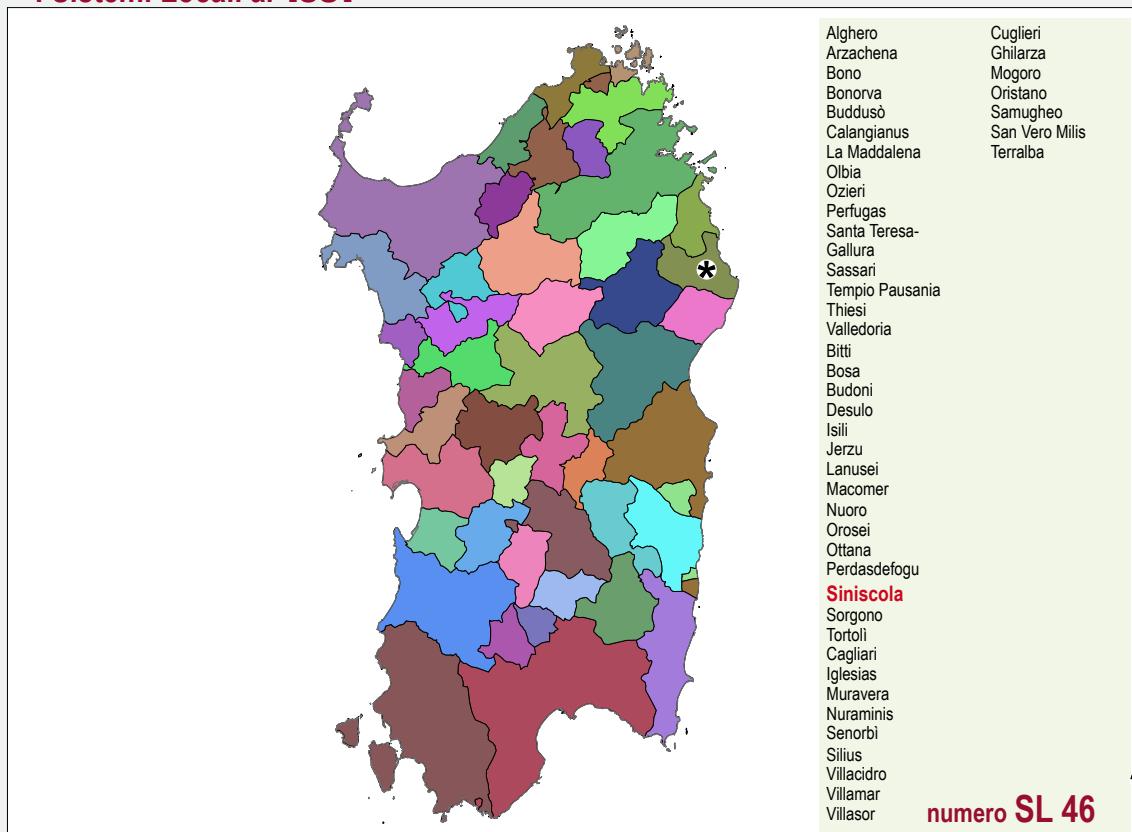 Alghero
Arzachena
Bono
Bonorva
Buddusò
Calangianus
La Maddalena
Olbia
Ozieri
Perfugas
Santa Teresa-
Gallura
Sassari
Tempio Pausania
Thiesi
Valledoria
Bitti
Bosa
Budoni
Desulo
Isili
Jerzu
Lanusei
Macomer
Nuoro
Orosei
Ottana
Perdasdefogu
Siniscola
Sorgono
Tortolì
Cagliari
Iglesias
Muravera
Nuraminis
Senorbì
Silius
Villacidro
Villamar
Villasor
Cuglieri
Ghilarza
Mogoro
Oristano
Samugheo
San Vero Milis
Terralba
*
numero SL 46